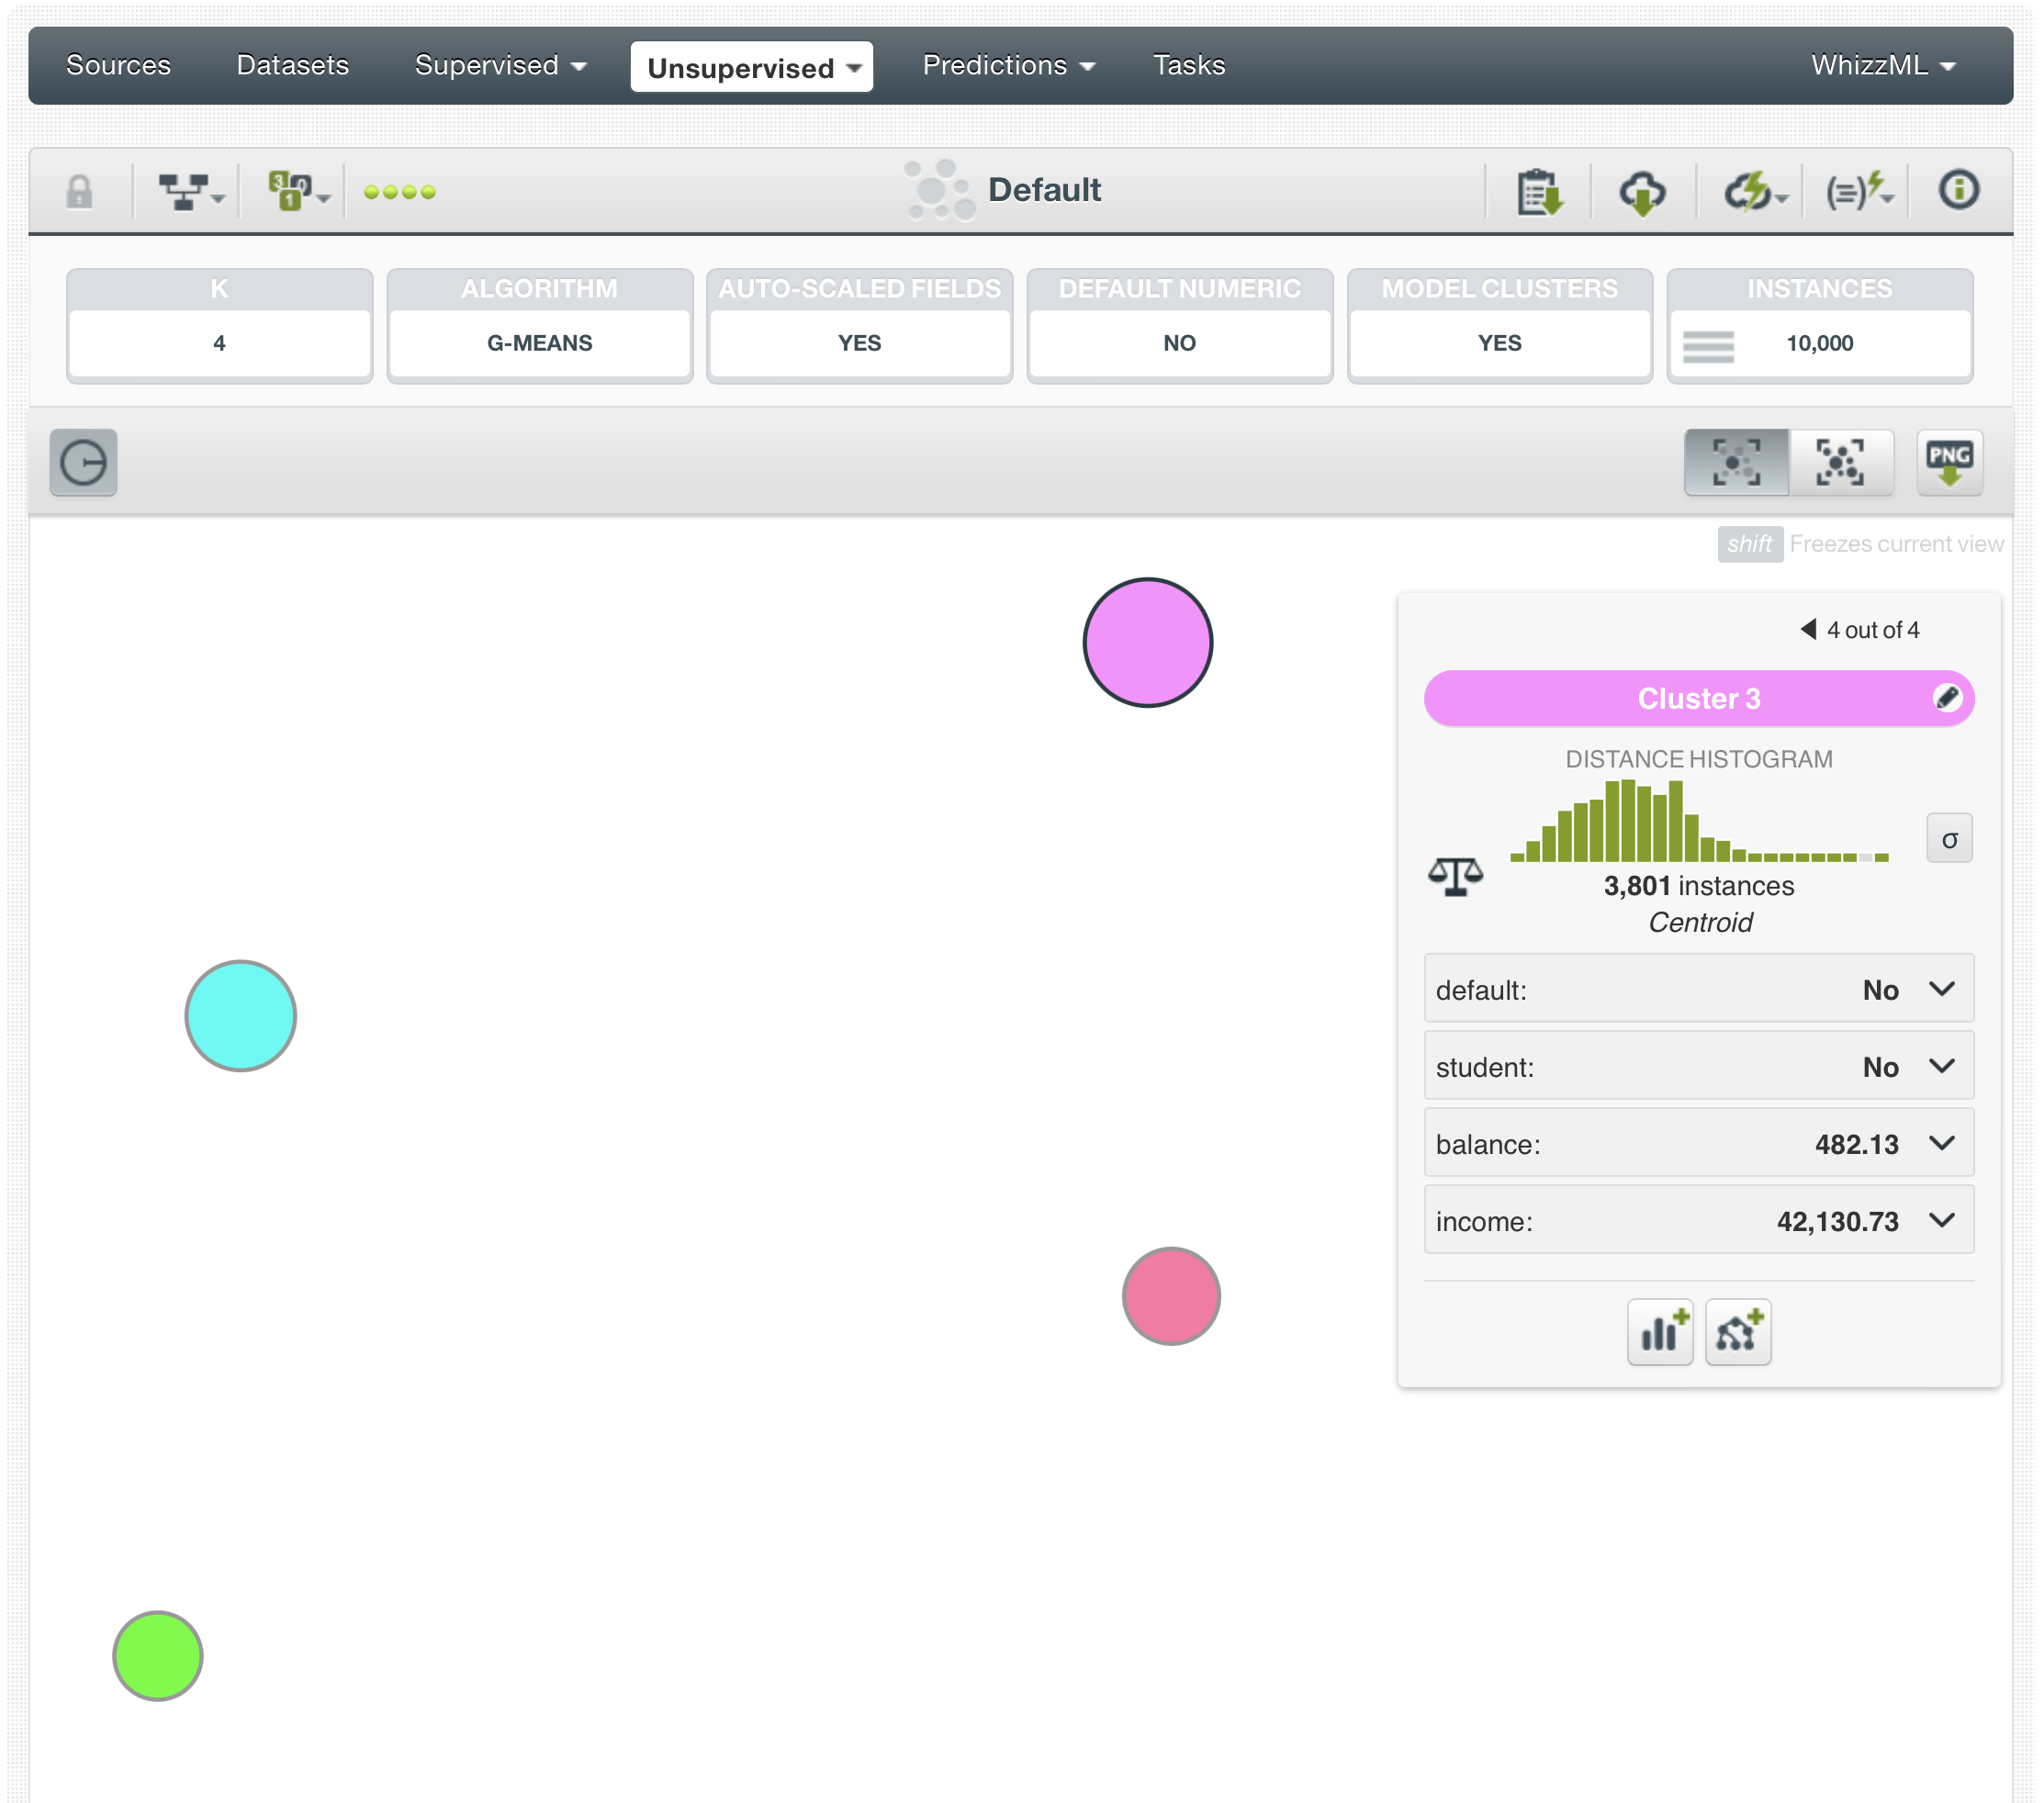 Sources Datasets Supervised Unsupervised Predictions Tasks WhizzML
Default
K ALGORITHM AUTO-SCALED FIELDS DEFAULT NUMERIC MODEL CLUSTERS INSTANCES
4 G-MEANS YES NO YES 10,000
PNG
shift Freezes current view
4 out of 4
Cluster 3
DISTANCE HISTOGRAM
σ
3,801 instances
Centroid
default: No
student: No
balance: 482.13
income: 42,130.73